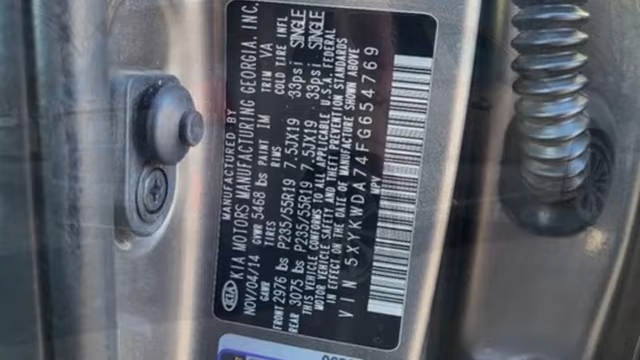 MANUFACTURED BY
KIA MOTORS MANUFACTURING GEORGIA, INC.
NOV/04/14 GVWR 5468 lbs PAINT IM TRIM VA
GAWR TIRES RIMS COLD TIRE INFL
FRONT 2976 lbs P235/55R19 7.5JX19 33psi SINGLE
REAR 3075 lbs P235/55R19 7.5JX19 33psi SINGLE
THIS VEHICLE CONFORMS TO ALL APPLICABLE U.S.A. FEDERAL
MOTOR VEHICLE SAFETY AND THEFT PREVENTION STANDARDS
IN EFFECT ON THE DATE OF MANUFACTURE SHOWN ABOVE
VIN 5XYKWDA74FG654769
MPV
KIA